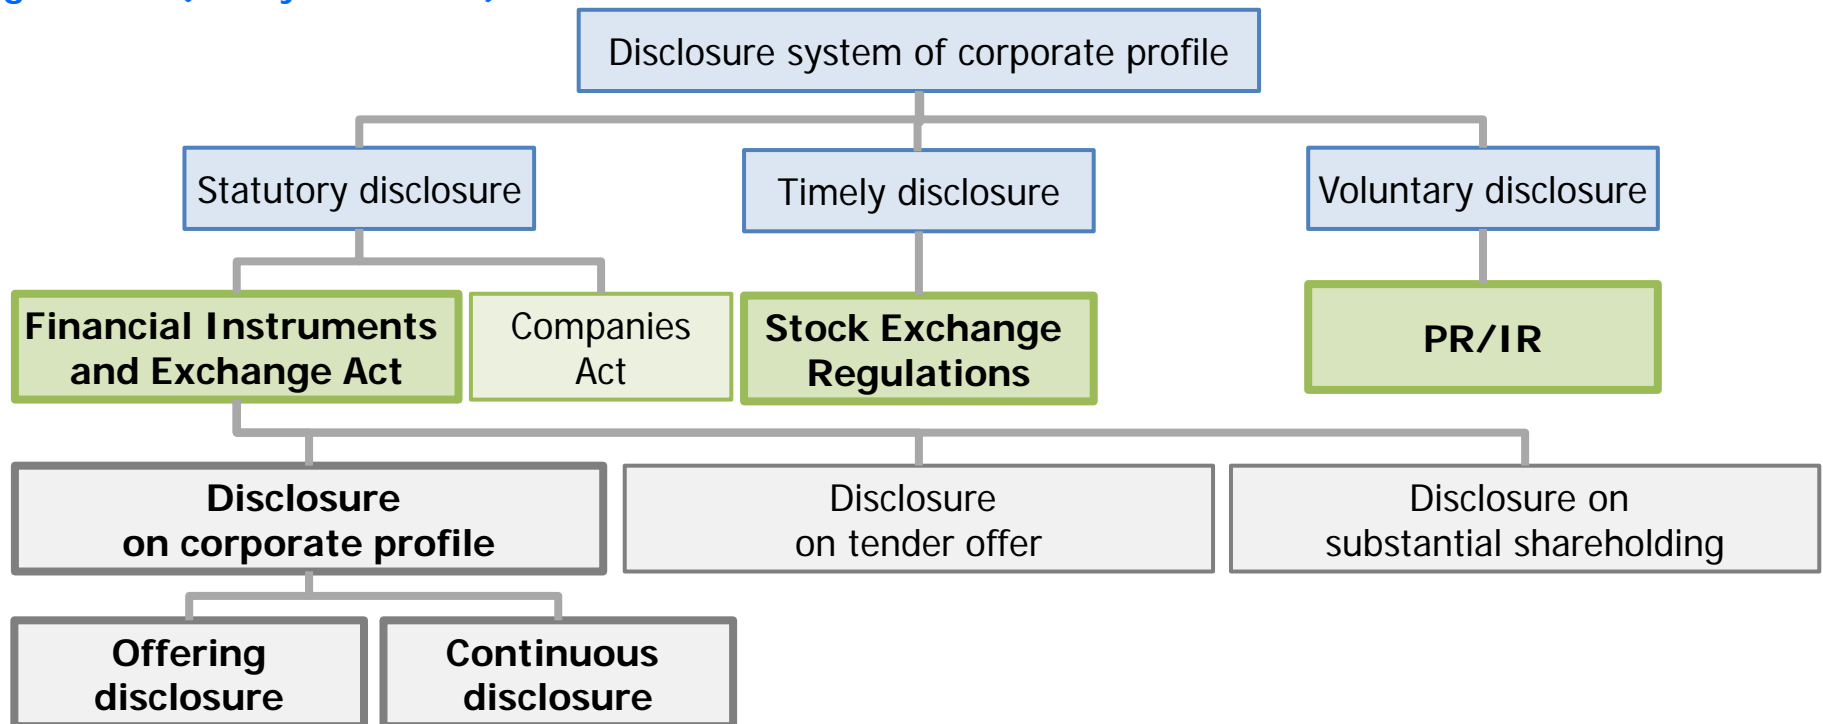 Disclosure system of corporate profile
Statutory disclosure
Timely disclosure
Voluntary disclosure
Financial Instruments
and Exchange Act
Companies
Act
Stock Exchange
Regulations
PR/IR
Disclosure
on corporate profile
Disclosure
on tender offer
Disclosure on
substantial shareholding
Offering
disclosure
Continuous
disclosure